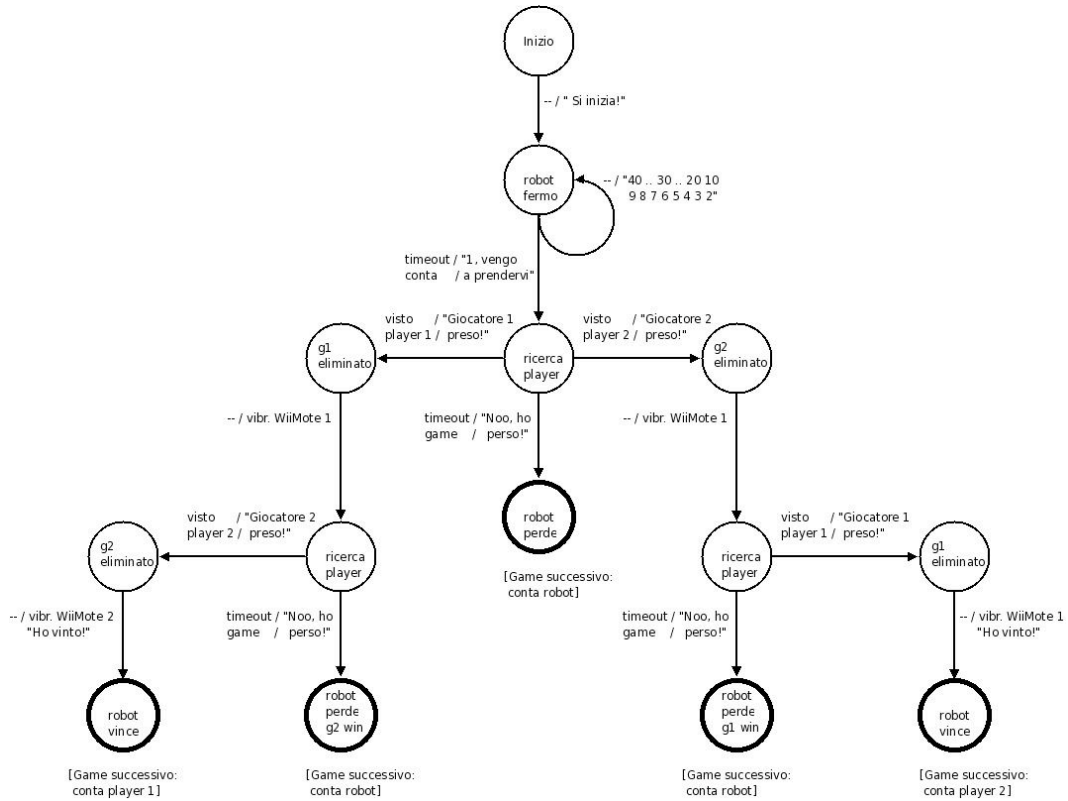 Inizio
-- / " Si inizia!"
robot
fermo
-- / "40 .. 30 .. 20 10
9 8 7 6 5 4 3 2"
timeout / "1, vengo
conta / a prendervi"
visto / "Giocatore 1
player 1 / preso!"
visto / "Giocatore 2
player 2 / preso!"
g1
eliminato
ricerca
player
g2
eliminato
-- / vibr. WiiMote 1
timeout / "Noo, ho
game / perso!"
-- / vibr. WiiMote 1
robot
perde
[Game successivo:
conta robot]
visto / "Giocatore 2
player 2 / preso!"
g2
eliminato
ricerca
player
visto / "Giocatore 1
player 1 / preso!"
ricerca
player
g1
eliminato
-- / vibr. WiiMote 2
"Ho vinto!"
timeout / "Noo, ho
game / perso!"
timeout / "Noo, ho
game / perso!"
-- / vibr. WiiMote 1
"Ho vinto!"
robot
vince
robot
perde
g2 win
robot
perde
g1 win
robot
vince
[Game successivo:
conta player 1]
[Game successivo:
conta robot]
[Game successivo:
conta robot]
[Game successivo:
conta player 2]